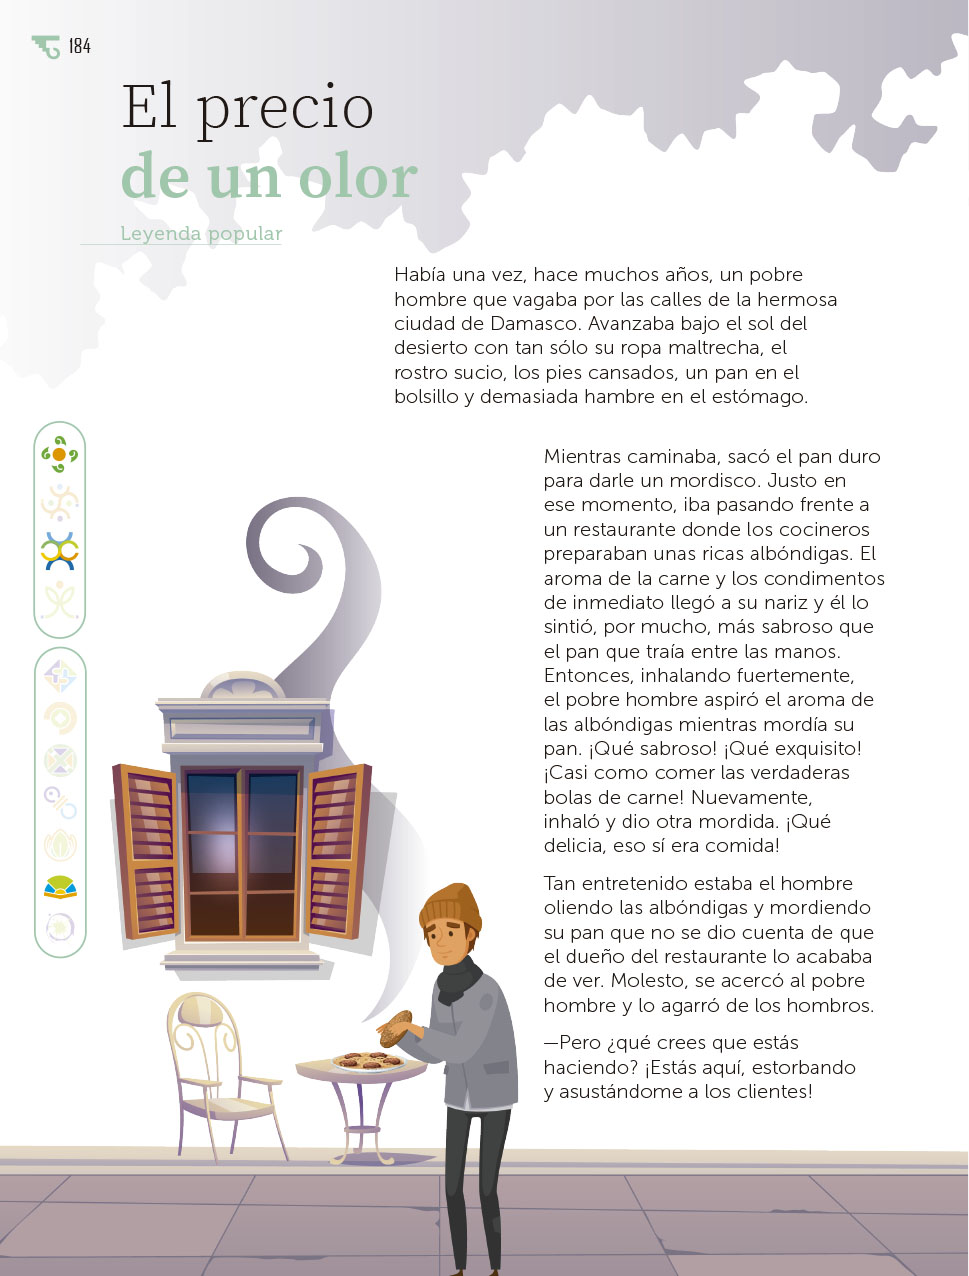 184
El precio
de un olor
Leyenda popular
Había una vez, hace muchos años, un pobre
hombre que vagaba por las calles de la hermosa
ciudad de Damasco. Avanzaba bajo el sol del
desierto con tan sólo su ropa maltrecha, el
rostro sucio, los pies cansados, un pan en el
bolsillo y demasiada hambre en el estómago.
Mientras caminaba, sacó el pan duro
para darle un mordisco. Justo en
ese momento, iba pasando frente a
un restaurante donde los cocineros
preparaban unas ricas albóndigas. El
aroma de la carne y los condimentos
de inmediato llegó a su nariz y él lo
sintió, por mucho, más sabroso que
el pan que traía entre las manos.
Entonces, inhalando fuertemente,
el pobre hombre aspiró el aroma de
las albóndigas mientras mordía su
pan. ¡Qué sabroso! ¡Qué exquisito!
¡Casi como comer las verdaderas
bolas de carne! Nuevamente,
inhaló y dio otra mordida. ¡Qué
delicia, eso sí era comida!
Tan entretenido estaba el hombre
oliendo las albóndigas y mordiendo
su pan que no se dio cuenta de que
el dueño del restaurante lo acababa
de ver. Molesto, se acercó al pobre
hombre y lo agarró de los hombros.
—Pero ¿qué crees que estás
haciendo? ¡Estás aquí, estorbando
y asustándome a los clientes!